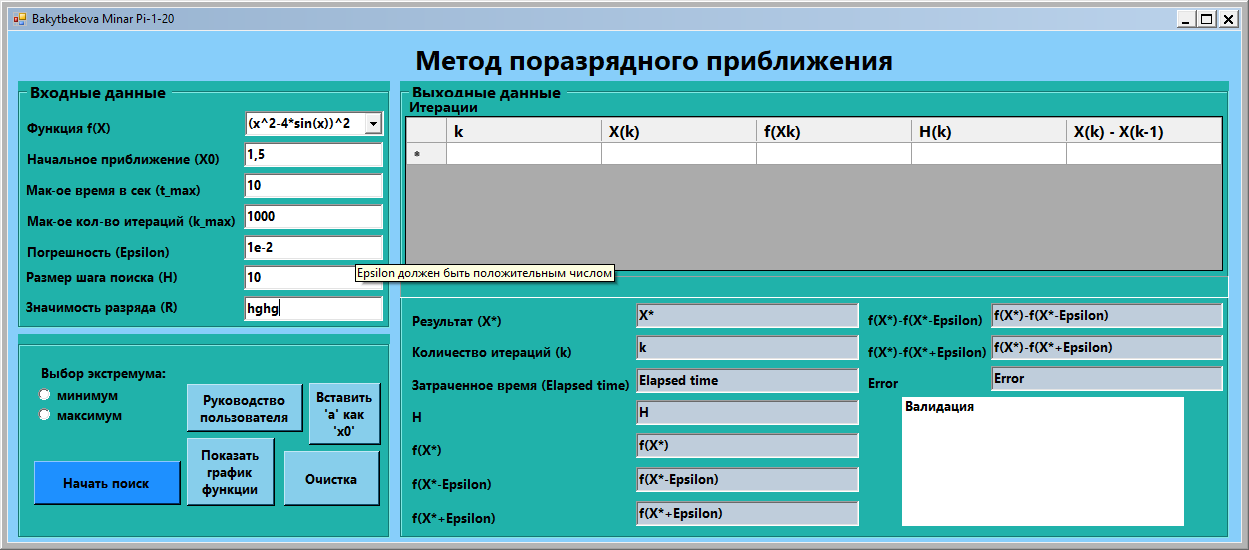 Bakytbekova Minar Pi-1-20
Метод поразрядного приближения
Входные данные
Функция f(X)
(x^2-4*sin(x))^2
Начальное приближение (X0)
1,5
Мак-ое время в сек (t_max)
10
Мак-ое кол-во итераций (k_max)
1000
Погрешность (Epsilon)
1e-2
Размер шага поиска (H)
10
Значимость разряда (R)
hghg
Epsilon должен быть положительным числом
Выбор экстремума:
минимум
максимум
Руководство
пользователя
Вставить
'a' как
'x0'
Начать поиск
Показать
график
функции
Очистка
Выходные данные
Итерации
k X(k) f(Xk) H(k) X(k) - X(k-1)
*
Результат (X*)
X*
Количество итераций (k)
k
Затраченное время (Elapsed time)
Elapsed time
H
H
f(X*)
f(X*)
f(X*-Epsilon)
f(X*-Epsilon)
f(X*+Epsilon)
f(X*+Epsilon)
f(X*)-f(X*-Epsilon)
f(X*)-f(X*-Epsilon)
f(X*)-f(X*+Epsilon)
f(X*)-f(X*+Epsilon)
Error
Error
Валидация